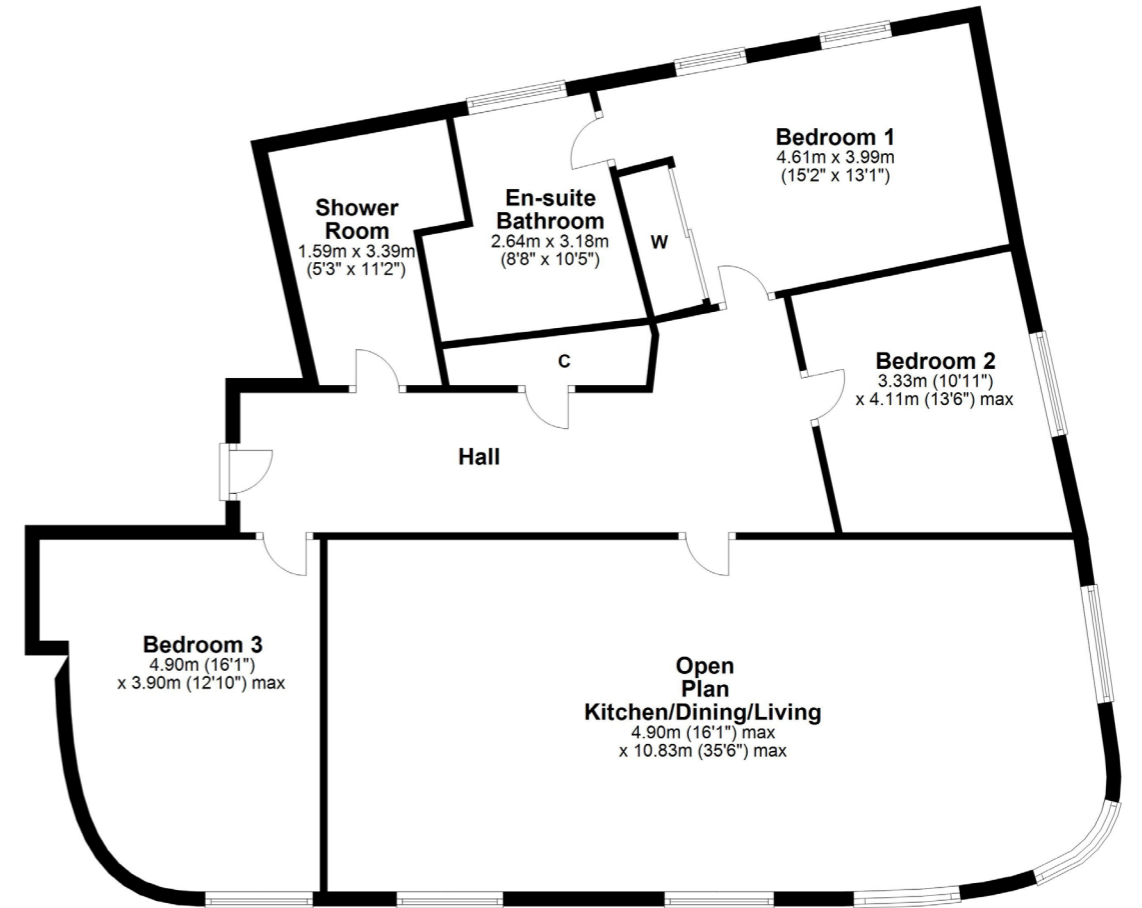 Bedroom 1
4.61m x 3.99m
(15'2" x 13'1")
En-suite
Bathroom
2.64m x 3.18m
(8'8" x 10'5")
Shower
Room
1.59m x 3.39m
(5'3" x 11'2")
W
C
Bedroom 2
3.33m (10'11")
x 4.11m (13'6") max
Hall
Bedroom 3
4.90m (16'1")
x 3.90m (12'10") max
Open
Plan
Kitchen/Dining/Living
4.90m (16'1") max
x 10.83m (35'6") max